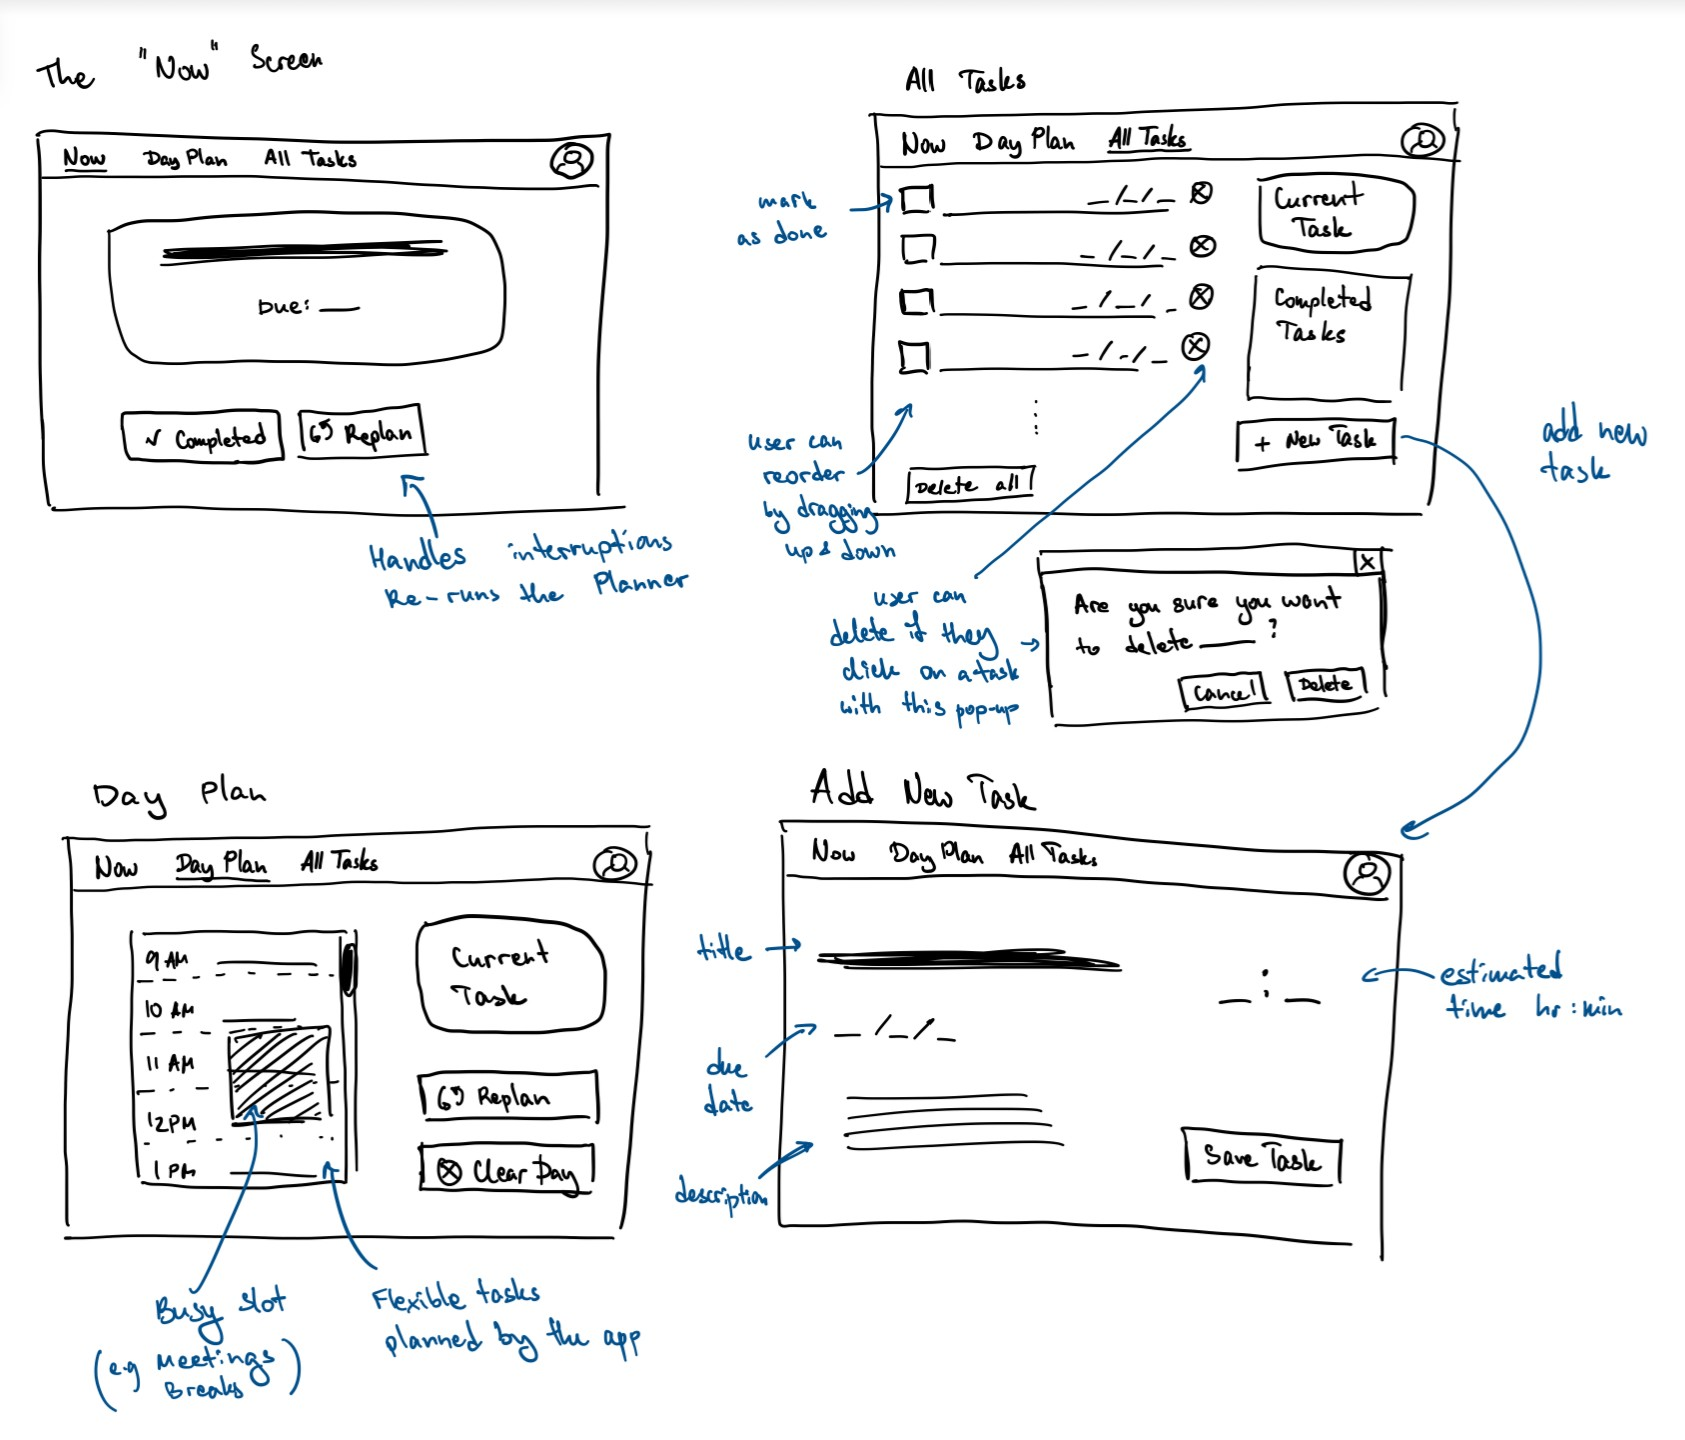 The "Now" Screen
Now Day Plan All Tasks
Due:
✓ Completed
Replan
Handles interruptions
Re-runs the Planner
All Tasks
Now Day Plan All Tasks
mark
as done
_/_/_
_/_/_
_/_/_
_/_/_
Current
Task
Completed
Tasks
+ New Task
Delete all
user can
reorder
by dragging
up & down
add new
task
user can
delete if they
click on a task
with this pop-up
X
Are you sure you want
to delete ____ ?
Cancel
Delete
Day Plan
Now Day Plan All Tasks
9 AM
10 AM
11 AM
12 PM
1 PM
Current
Task
Replan
Clear Day
Busy slot
(e.g Meetings
Breaks)
Flexible tasks
planned by the app
Add New Task
Now Day Plan All Tasks
title
_:_
estimated
time hr:min
_/_/_
due
date
description
Save Task